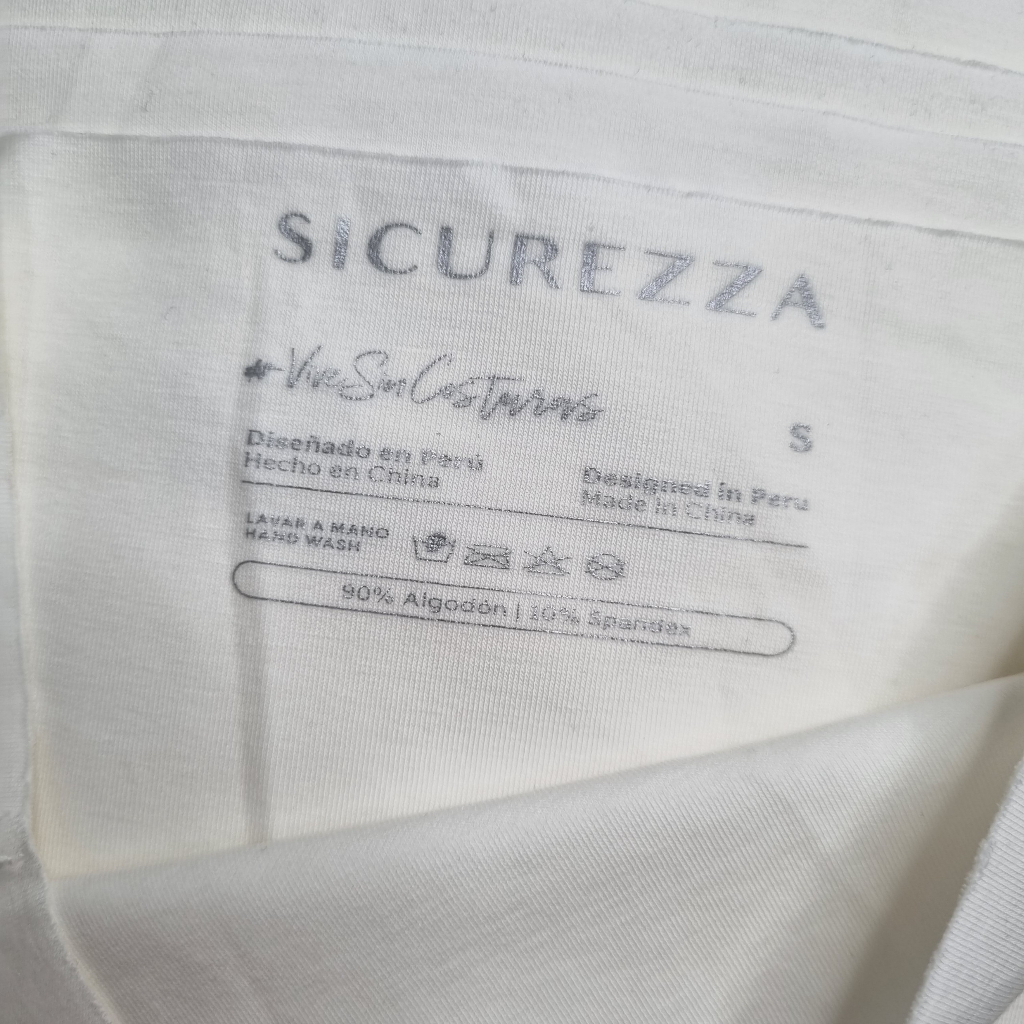 SICUREZZA
#ViveSinCosturas
S
Diseñado en Perú
Hecho en China
Designed in Peru
Made in China
LAVAR A MANO
HAND WASH
90% Algodón | 10% Spandex